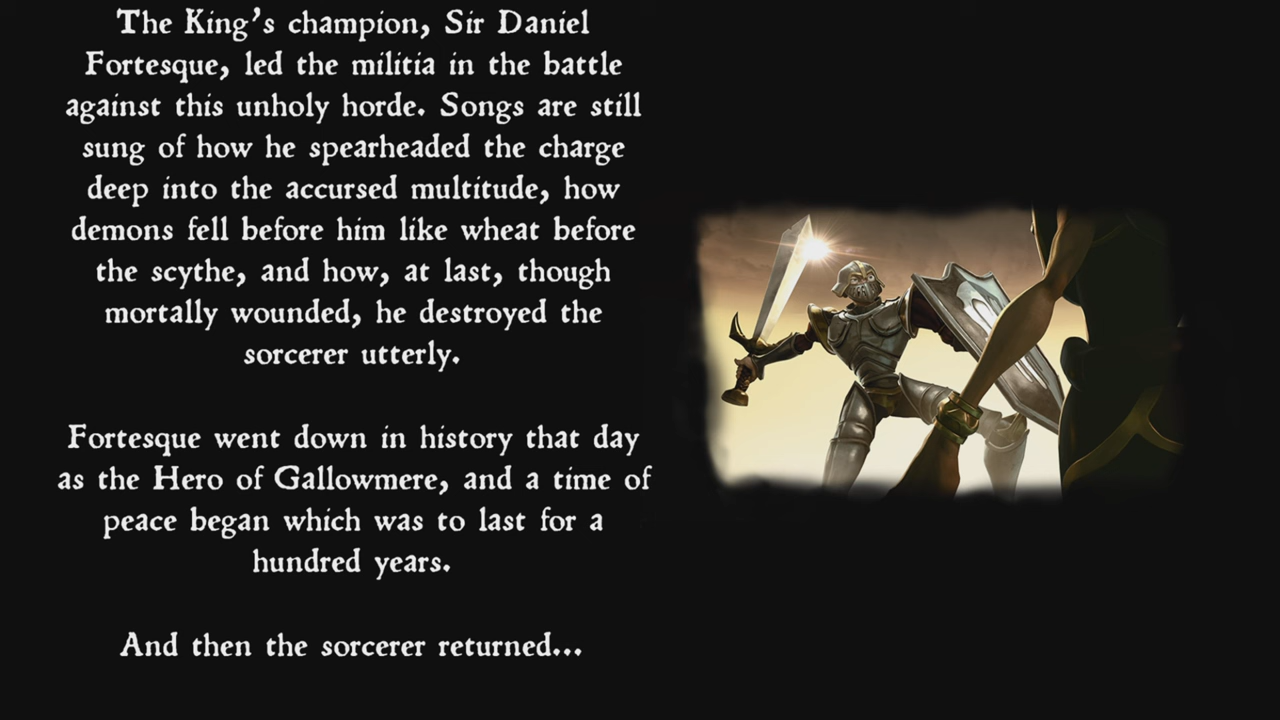 The King's champion, Sir Daniel
Fortesque, led the militia in the battle
against this unholy horde. Songs are still
sung of how he spearheaded the charge
deep into the accursed multitude, how
demons fell before him like wheat before
the scythe, and how, at last, though
mortally wounded, he destroyed the
sorcerer utterly.
Fortesque went down in history that day
as the Hero of Gallowmere, and a time of
peace began which was to last for a
hundred years.
And then the sorcerer returned...